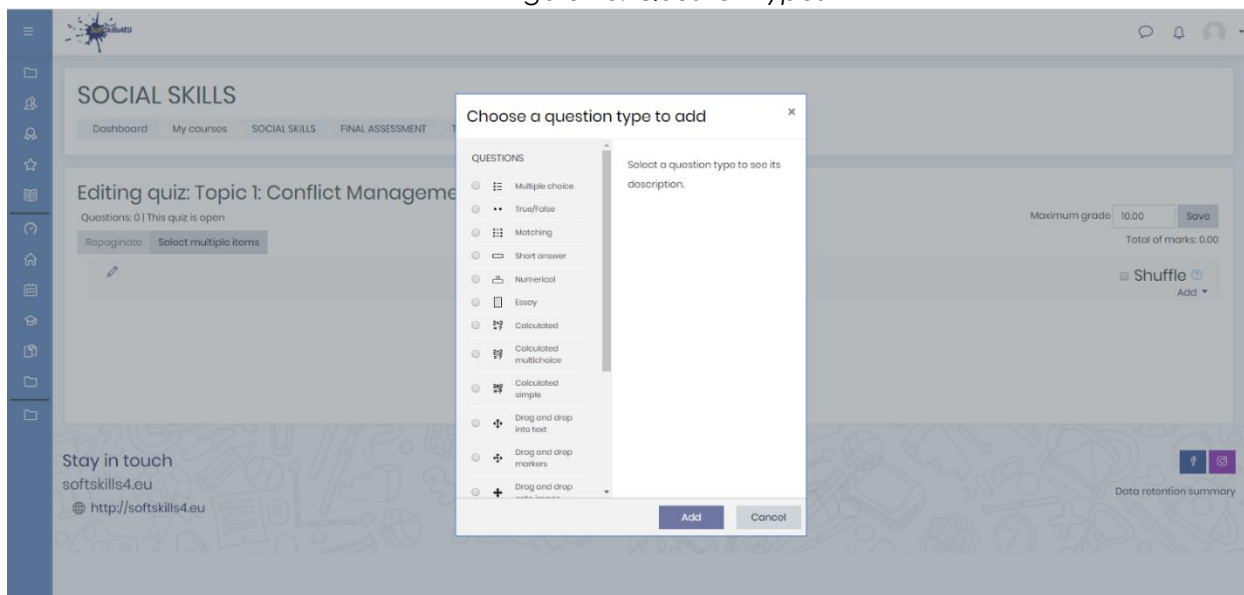 SoftSkills4EU
SOCIAL SKILLS
Dashboard My courses SOCIAL SKILLS FINAL ASSESSMENT
Editing quiz: Topic 1: Conflict Manageme
Questions: 0 | This quiz is open
Repaginate Select multiple items
Maximum grade 10.00 Save
Total of marks: 0.00
Shuffle
Add
Choose a question type to add ×
QUESTIONS
Multiple choice
True/False
Matching
Short answer
Numerical
Essay
Calculated
Calculated
multichoice
Calculated
simple
Drag and drop
into text
Drag and drop
markers
Drag and drop
Select a question type to see its
description.
Add Cancel
Stay in touch
softskills4.eu
http://softskills4.eu
Data retention summary